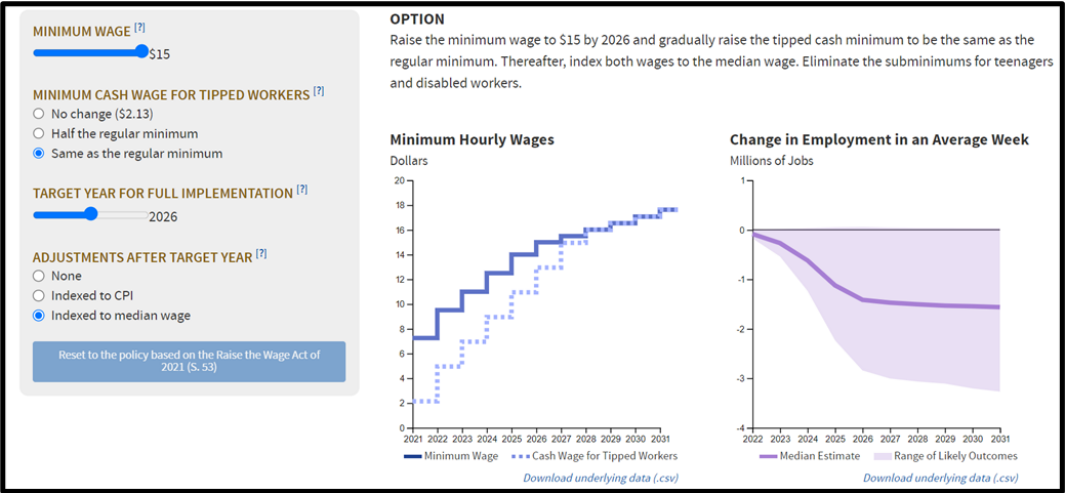 MINIMUM WAGE [?]
$15
MINIMUM CASH WAGE FOR TIPPED WORKERS [?]
No change ($2.13)
Half the regular minimum
Same as the regular minimum
TARGET YEAR FOR FULL IMPLEMENTATION [?]
2026
ADJUSTMENTS AFTER TARGET YEAR [?]
None
Indexed to CPI
Indexed to median wage
Reset to the policy based on the Raise the Wage Act of
2021 (S. 53)
OPTION
Raise the minimum wage to $15 by 2026 and gradually raise the tipped cash minimum to be the same as the
regular minimum. Thereafter, index both wages to the median wage. Eliminate the subminimums for teenagers
and disabled workers.
Minimum Hourly Wages
Dollars
20
18
16
14
12
10
8
6
4
2
0
2021 2022 2023 2024 2025 2026 2027 2028 2029 2030 2031
Minimum Wage Cash Wage for Tipped Workers
Download underlying data (.csv)
Change in Employment in an Average Week
Millions of Jobs
1
0
-1
-2
-3
-4
2022 2023 2024 2025 2026 2027 2028 2029 2030 2031
Median Estimate Range of Likely Outcomes
Download underlying data (.csv)